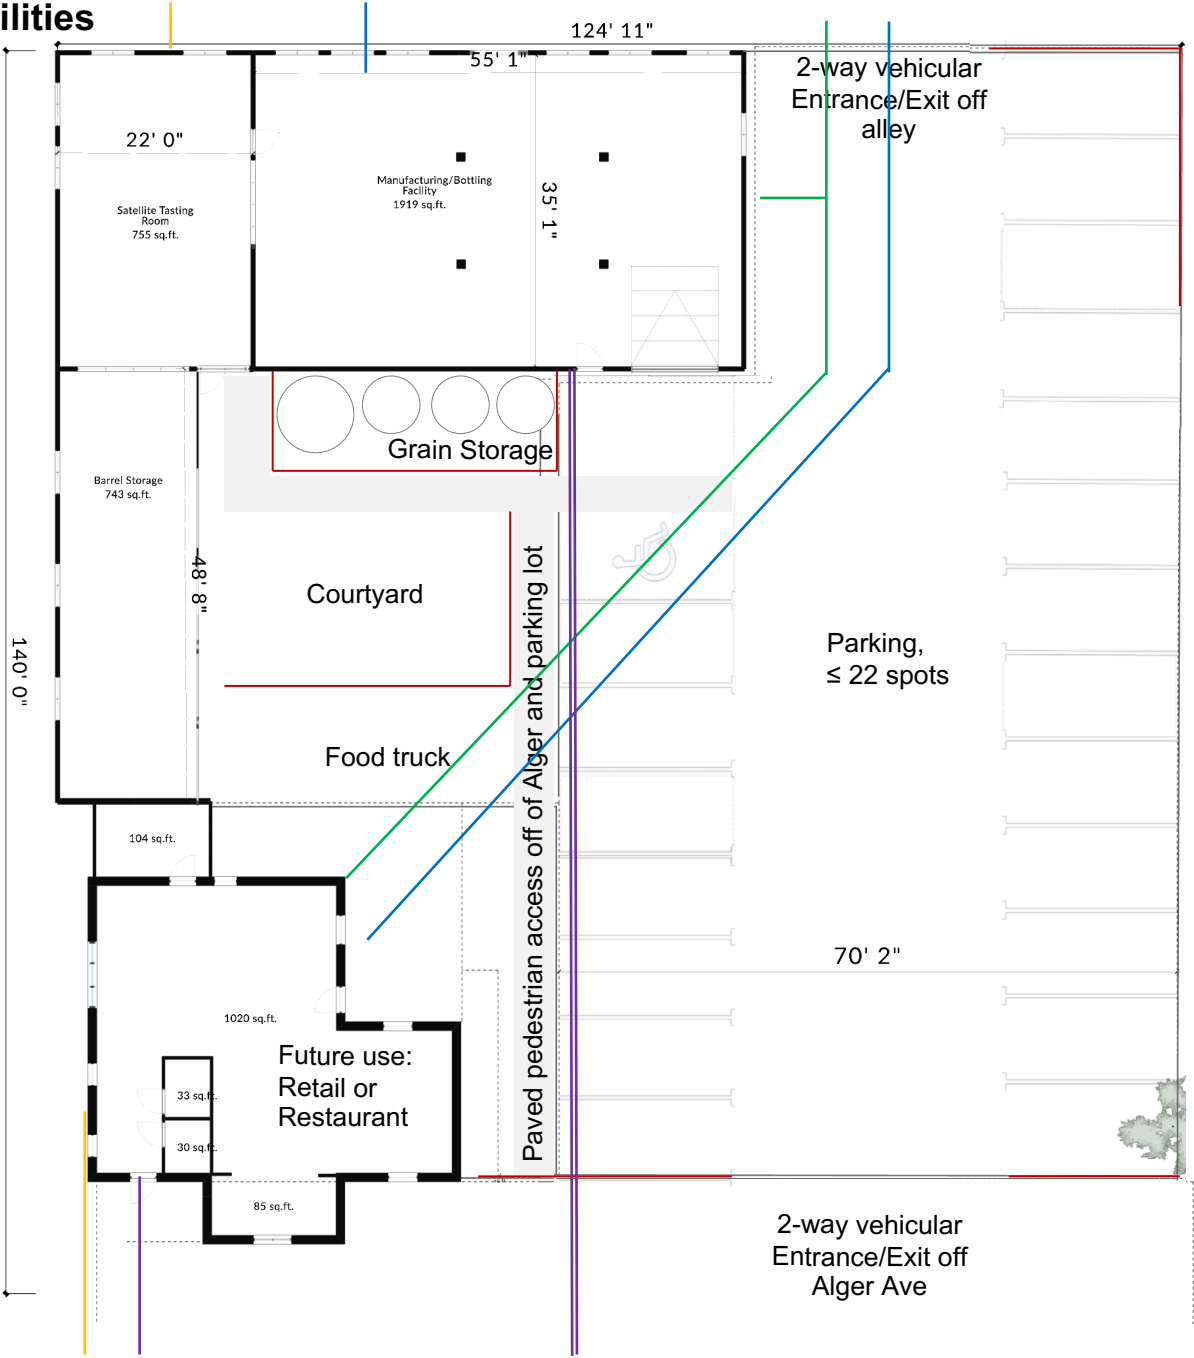 ilities
124' 11"
55' 1"
2-way vehicular
Entrance/Exit off
alley
22' 0"
Manufacturing/Bottling
Facility
1919 sq.ft.
35' 1"
Satellite Tasting
Room
755 sq.ft.
Grain Storage
Barrel Storage
743 sq.ft.
48' 8"
Courtyard
140' 0"
Parking,
≤ 22 spots
Food truck
Paved pedestrian access off of Alger and parking lot
104 sq.ft.
70' 2"
1020 sq.ft.
Future use:
Retail or
Restaurant
33 sq.ft.
30 sq.ft.
85 sq.ft.
2-way vehicular
Entrance/Exit off
Alger Ave